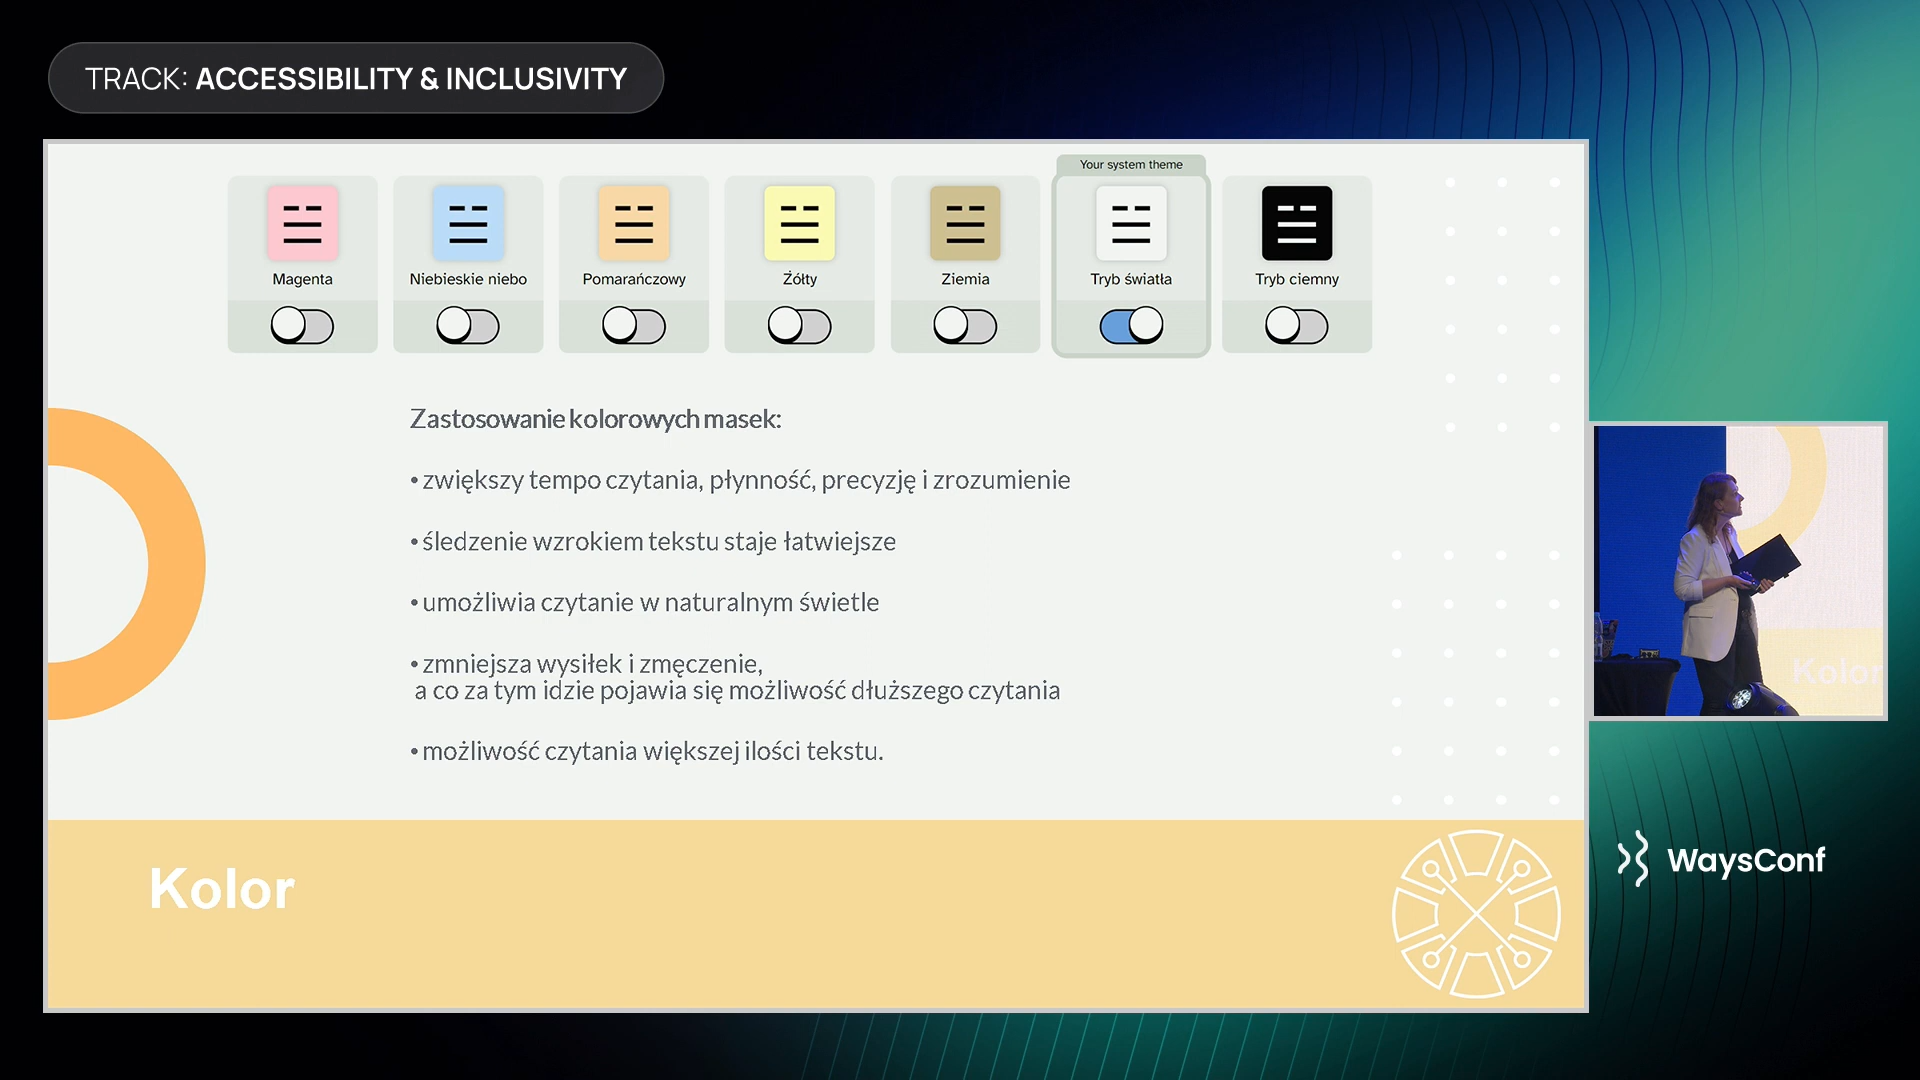 TRACK: ACCESSIBILITY & INCLUSIVITY
Your system theme
Magenta
Niebieskie niebo
Pomarańczowy
Żółty
Ziemia
Tryb światła
Tryb ciemny
Zastosowanie kolorowych masek:
• zwiększy tempo czytania, płynność, precyzję i zrozumienie
• śledzenie wzrokiem tekstu staje łatwiejsze
• umożliwia czytanie w naturalnym świetle
• zmniejsza wysiłek i zmęczenie,
a co za tym idzie pojawia się możliwość dłuższego czytania
• możliwość czytania większej ilości tekstu.
Kolor
Kolor
WaysConf